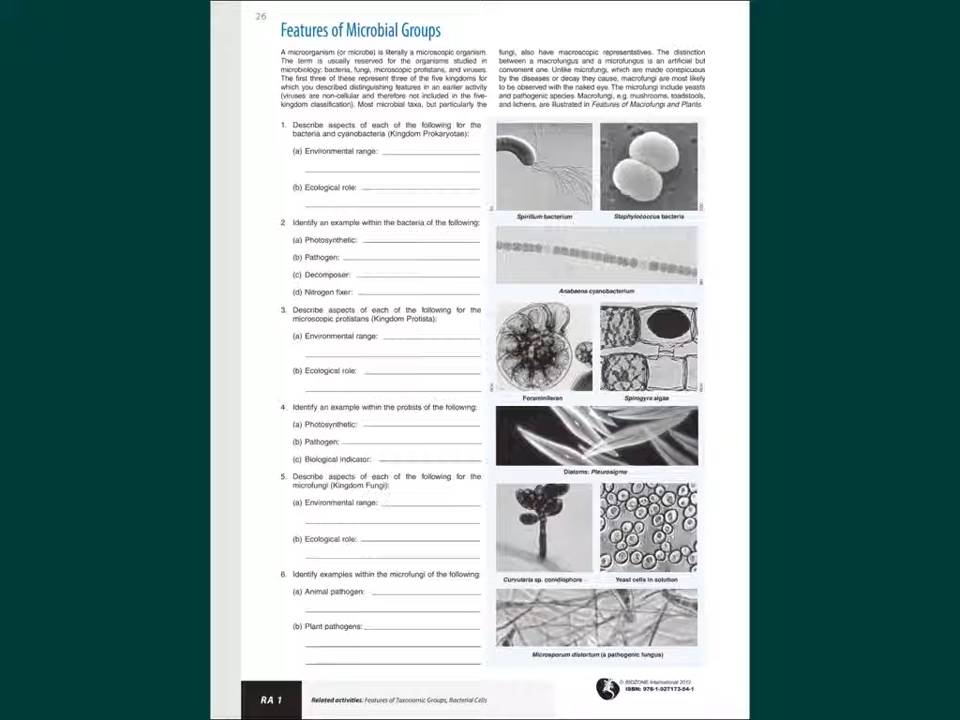 26
Features of Microbial Groups
A microorganism (or microbe) is literally a microscopic organism.
The term is usually reserved for the organisms studied in
microbiology: bacteria, fungi, microscopic protistans, and viruses.
The first three of these represent three of the five kingdoms for
which you described distinguishing features in an earlier activity
(viruses are non-cellular and therefore not included in the five-
kingdom classification). Most microbial taxa, but particularly the
fungi, also have macroscopic representatives. The distinction
between a macrofungus and a microfungus is an artificial but
convenient one. Unlike microfungi, which are made conspicuous
by the diseases or decay they cause, macrofungi are most likely
to be observed with the naked eye. The microfungi include yeasts
and pathogenic species. Macrofungi, e.g. mushrooms, toadstools,
and lichens, are illustrated in Features of Macrofungi and Plants.
1. Describe aspects of each of the following for the
bacteria and cyanobacteria (Kingdom Prokaryotae):
(a) Environmental range:
(b) Ecological role:
2 Identify an example within the bacteria of the following:
(a) Photosynthetic:
(b) Pathogen:
(c) Decomposer:
(d) Nitrogen fixer:
3. Describe aspects of each of the following for the
microscopic protistans (Kingdom Protista):
(a) Environmental range:
(b) Ecological role:
4. Identify an example within the protists of the following:
(a) Photosynthetic:
(b) Pathogen:
(c) Biological indicator:
5. Describe aspects of each of the following for the
microfungi (Kingdom Fungi):
(a) Environmental range:
(b) Ecological role:
6. Identify examples within the microfungi of the following
(a) Animal pathogen:
(b) Plant pathogens:
Spirillum bacterium
Staphylococcus bacteria
Anabaena cyanobacterium
Foraminiferan
Spirogyra algae
Diatoms: Pleurosigma
Curvularia sp. conidiophore
Yeast cells in solution
Microsporum distortum (a pathogenic fungus)
RA 1
Related activities: Features of Taxonomic Groups, Bacterial Cells
© BIOZONE International 2012
ISBN: 978-1-927173-54-1